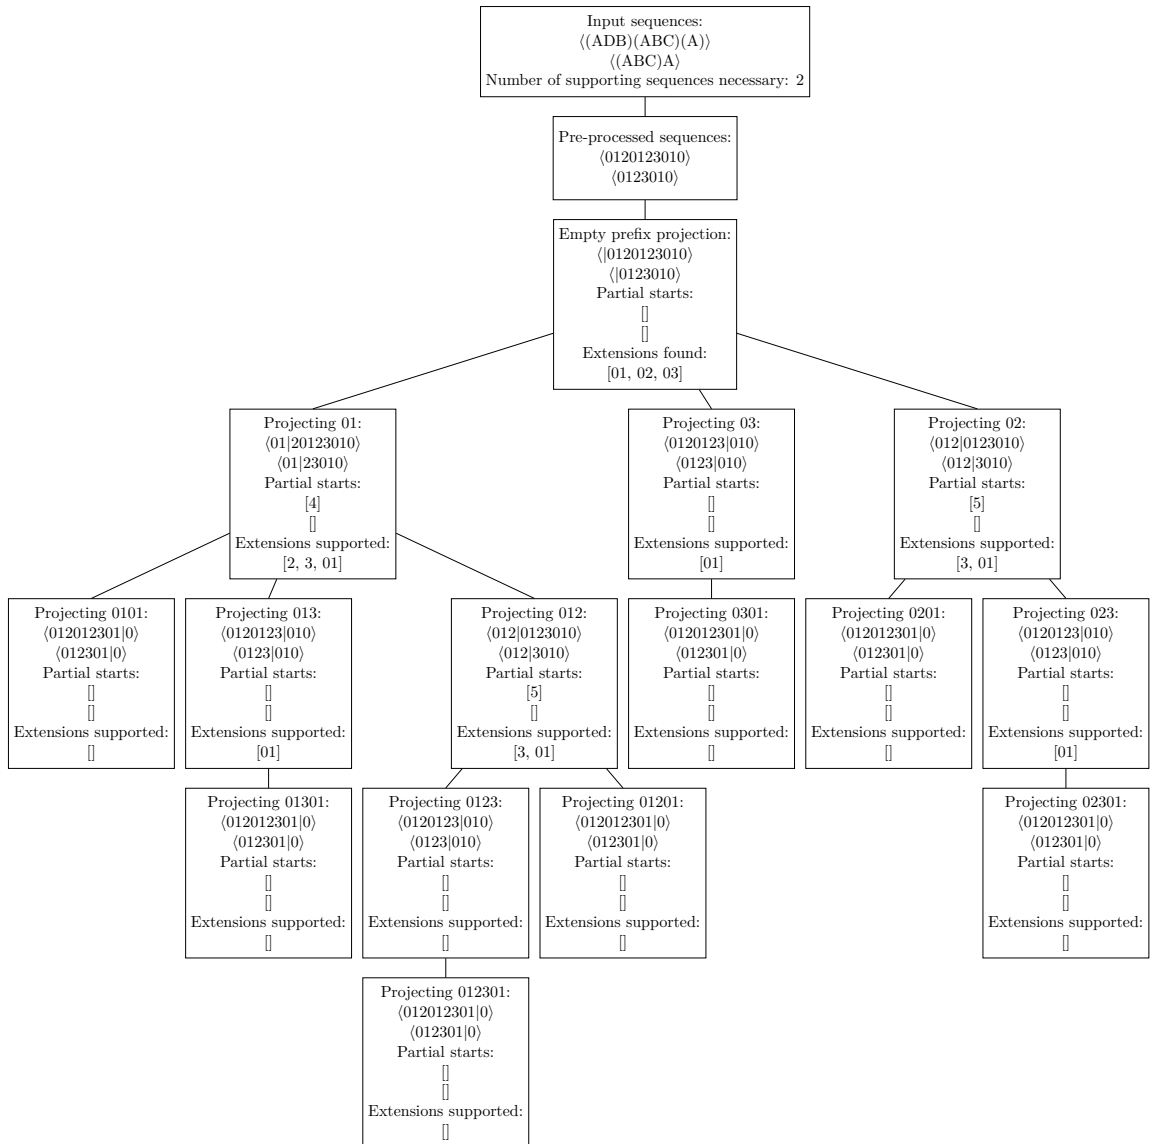 Input sequences:
⟨(ADB)(ABC)(A)⟩
⟨(ABC)A⟩
Number of supporting sequences necessary: 2
Pre-processed sequences:
⟨0120123010⟩
⟨0123010⟩
Empty prefix projection:
⟨|0120123010⟩
⟨|0123010⟩
Partial starts:
[]
[]
Extensions found:
[01, 02, 03]
Projecting 01:
⟨01|20123010⟩
⟨01|23010⟩
Partial starts:
[4]
[]
Extensions supported:
[2, 3, 01]
Projecting 03:
⟨0120123|010⟩
⟨0123|010⟩
Partial starts:
[]
[]
Extensions supported:
[01]
Projecting 02:
⟨012|0123010⟩
⟨012|3010⟩
Partial starts:
[5]
[]
Extensions supported:
[3, 01]
Projecting 0101:
⟨012012301|0⟩
⟨012301|0⟩
Partial starts:
[]
[]
Extensions supported:
[]
Projecting 013:
⟨0120123|010⟩
⟨0123|010⟩
Partial starts:
[]
[]
Extensions supported:
[01]
Projecting 012:
⟨012|0123010⟩
⟨012|3010⟩
Partial starts:
[5]
[]
Extensions supported:
[3, 01]
Projecting 0301:
⟨012012301|0⟩
⟨012301|0⟩
Partial starts:
[]
[]
Extensions supported:
[]
Projecting 0201:
⟨012012301|0⟩
⟨012301|0⟩
Partial starts:
[]
[]
Extensions supported:
[]
Projecting 023:
⟨0120123|010⟩
⟨0123|010⟩
Partial starts:
[]
[]
Extensions supported:
[01]
Projecting 01301:
⟨012012301|0⟩
⟨012301|0⟩
Partial starts:
[]
[]
Extensions supported:
[]
Projecting 0123:
⟨0120123|010⟩
⟨0123|010⟩
Partial starts:
[]
[]
Extensions supported:
[]
Projecting 01201:
⟨012012301|0⟩
⟨012301|0⟩
Partial starts:
[]
[]
Extensions supported:
[]
Projecting 02301:
⟨012012301|0⟩
⟨012301|0⟩
Partial starts:
[]
[]
Extensions supported:
[]
Projecting 012301:
⟨012012301|0⟩
⟨012301|0⟩
Partial starts:
[]
[]
Extensions supported:
[]